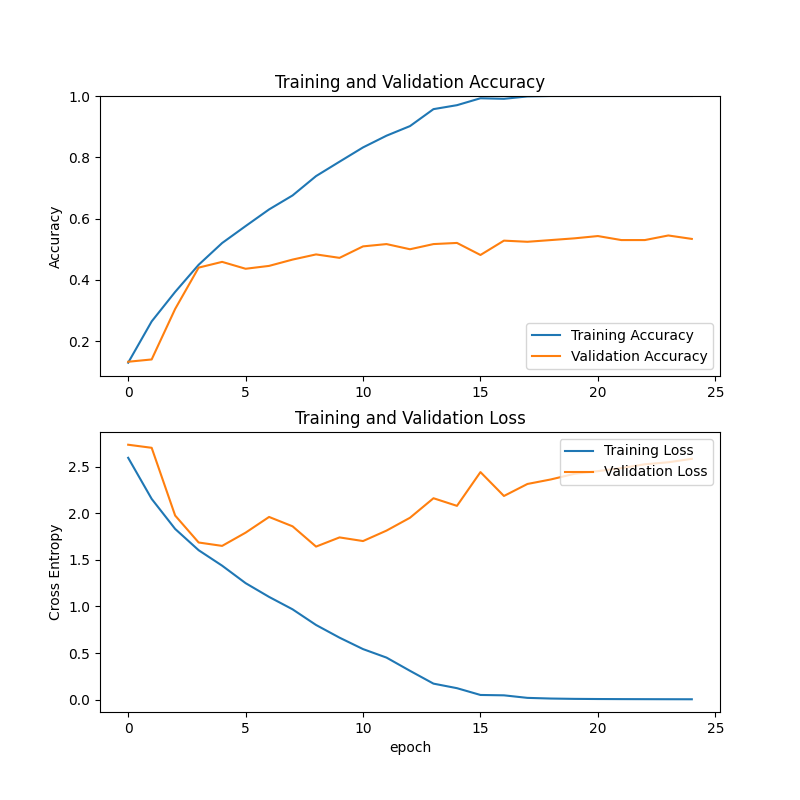 Training and Validation Accuracy
Accuracy
1.0
0.8
0.6
0.4
0.2
Training Accuracy
Validation Accuracy
0 5 10 15 20 25
Training and Validation Loss
Cross Entropy
2.5
2.0
1.5
1.0
0.5
0.0
Training Loss
Validation Loss
0 5 10 15 20 25
epoch